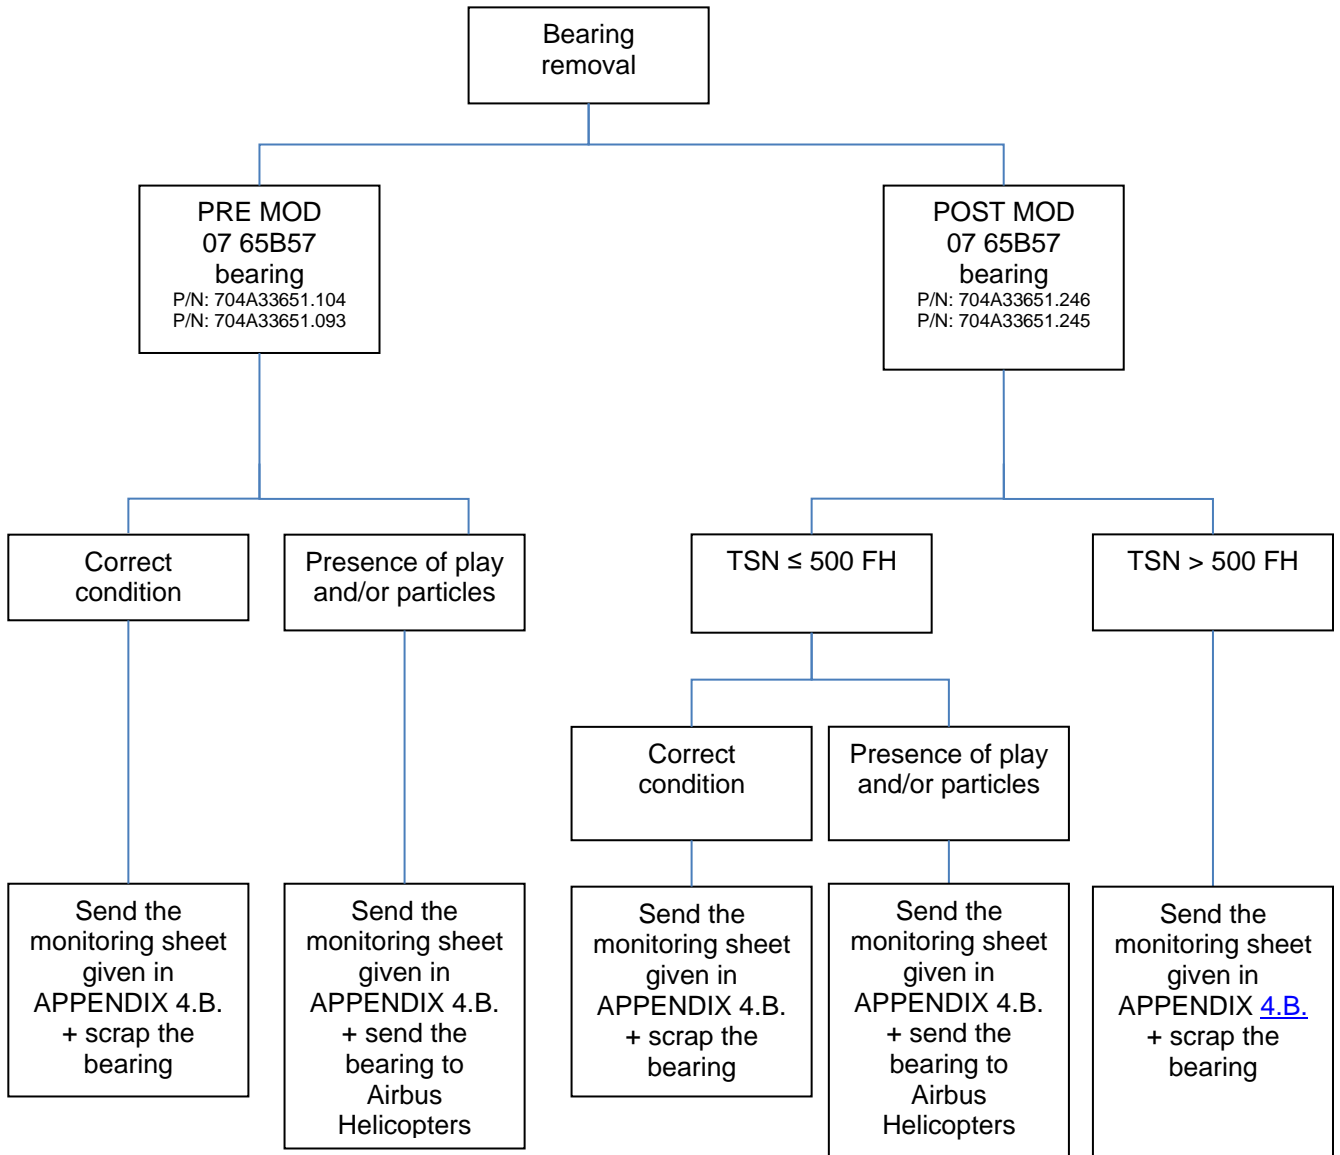 Bearing
removal
PRE MOD
07 65B57
bearing
P/N: 704A33651.104
P/N: 704A33651.093
POST MOD
07 65B57
bearing
P/N: 704A33651.246
P/N: 704A33651.245
Correct
condition
Presence of play
and/or particles
TSN ≤ 500 FH
TSN > 500 FH
Correct
condition
Presence of play
and/or particles
Send the
monitoring sheet
given in
APPENDIX 4.B.
+ scrap the
bearing
Send the
monitoring sheet
given in
APPENDIX 4.B.
+ send the
bearing to
Airbus
Helicopters
Send the
monitoring sheet
given in
APPENDIX 4.B.
+ scrap the
bearing
Send the
monitoring sheet
given in
APPENDIX 4.B.
+ send the
bearing to
Airbus
Helicopters
Send the
monitoring sheet
given in
APPENDIX 4.B.
+ scrap the
bearing